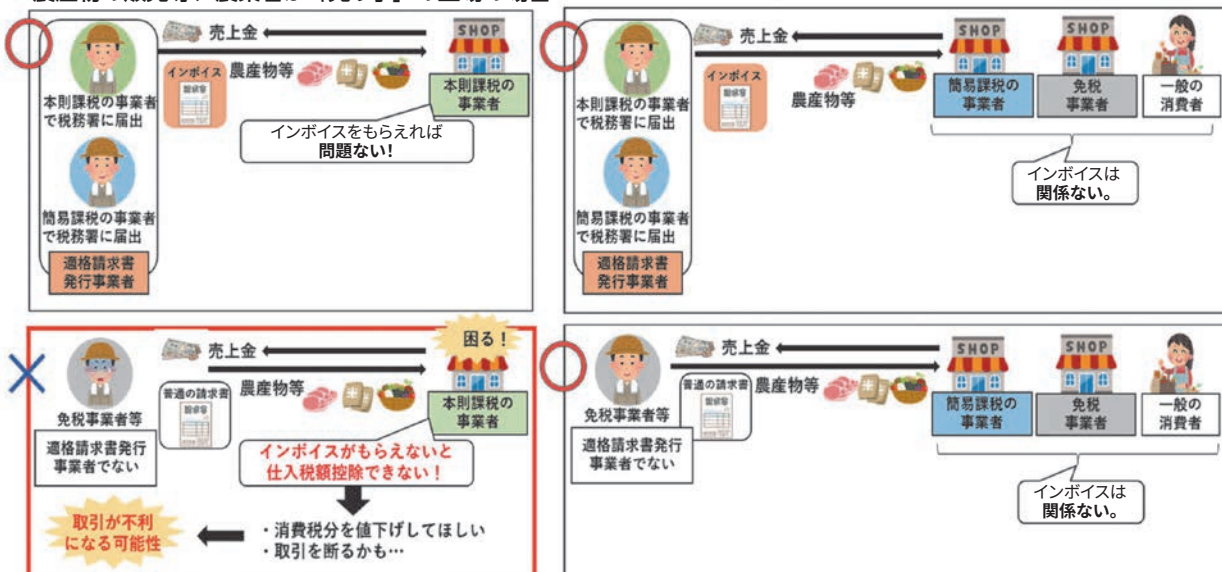 売上金
SHOP
インボイス
請求書
農産物等
本則課税の事業者
で税務署に届出
本則課税の
事業者
インボイスをもらえれば
問題ない！
簡易課税の事業者
で税務署に届出
適格請求書
発行事業者
売上金
SHOP
SHOP
インボイス
請求書
農産物等
本則課税の事業者
で税務署に届出
簡易課税の
事業者
免税
事業者
一般の
消費者
インボイスは
関係ない。
簡易課税の事業者
で税務署に届出
適格請求書
発行事業者
困る！
売上金
普通の請求書
請求書
農産物等
免税事業者等
本則課税の
事業者
適格請求書発行
事業者でない
インボイスがもらえないと
仕入税額控除できない！
・消費税分を値下げしてほしい
・取引を断るかも…
取引が不利
になる可能性
売上金
SHOP
SHOP
普通の請求書
請求書
農産物等
免税事業者等
簡易課税の
事業者
免税
事業者
一般の
消費者
適格請求書発行
事業者でない
インボイスは
関係ない。